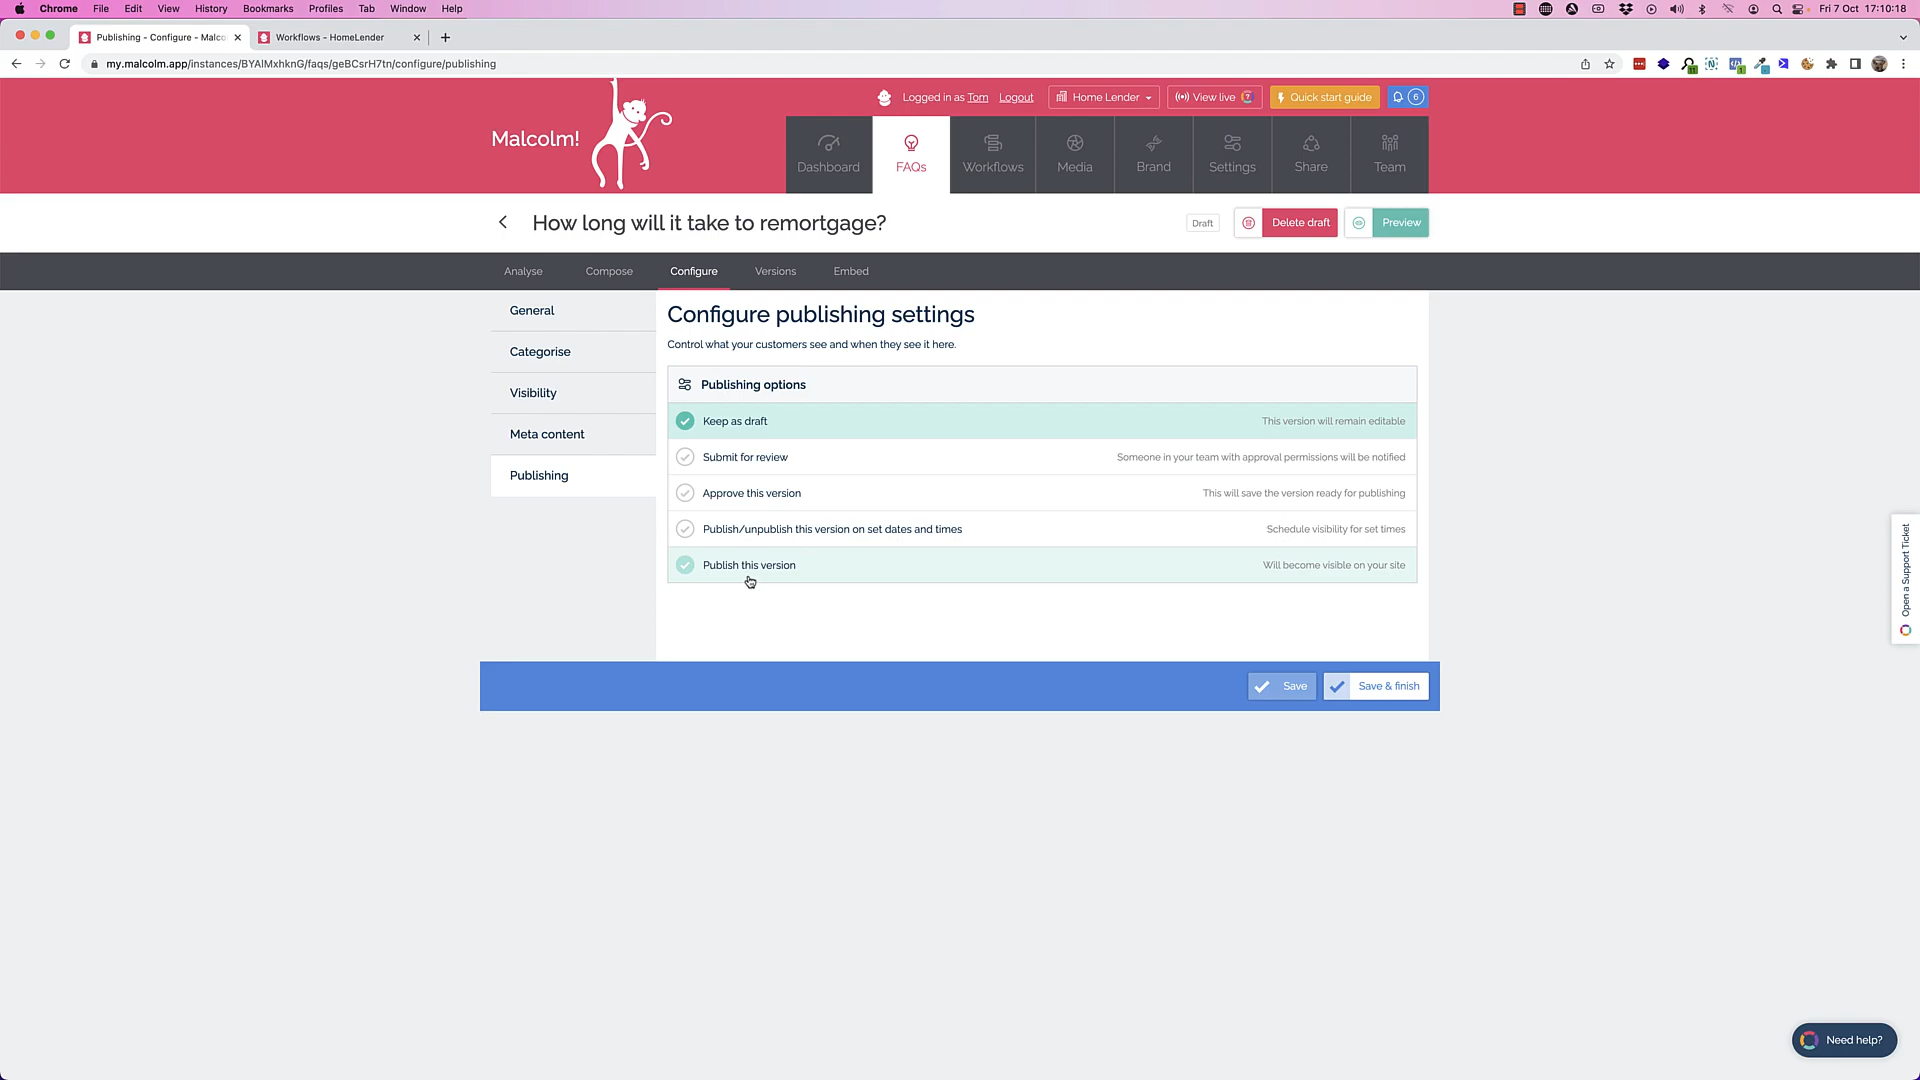 Chrome File Edit View History Bookmarks Profiles Tab Window Help Fri 7 Oct 17:10:18
Publishing - Configure - Malco Workflows - HomeLender
my.malcolm.app/instances/BYAlMxhknG/faqs/geBCsrH7tn/configure/publishing
Malcolm!
Logged in as Tom Logout Home Lender View live Quick start guide 6
Dashboard FAQs Workflows Media Brand Settings Share Team
How long will it take to remortgage? Draft Delete draft Preview
Analyse Compose Configure Versions Embed
General
Categorise
Visibility
Meta content
Publishing
Configure publishing settings
Control what your customers see and when they see it here.
Publishing options
Keep as draft This version will remain editable
Submit for review Someone in your team with approval permissions will be notified
Approve this version This will save the version ready for publishing
Publish/unpublish this version on set dates and times Schedule visibility for set times
Publish this version Will become visible on your site
Save Save & finish
Open a Support Ticket
Need help?